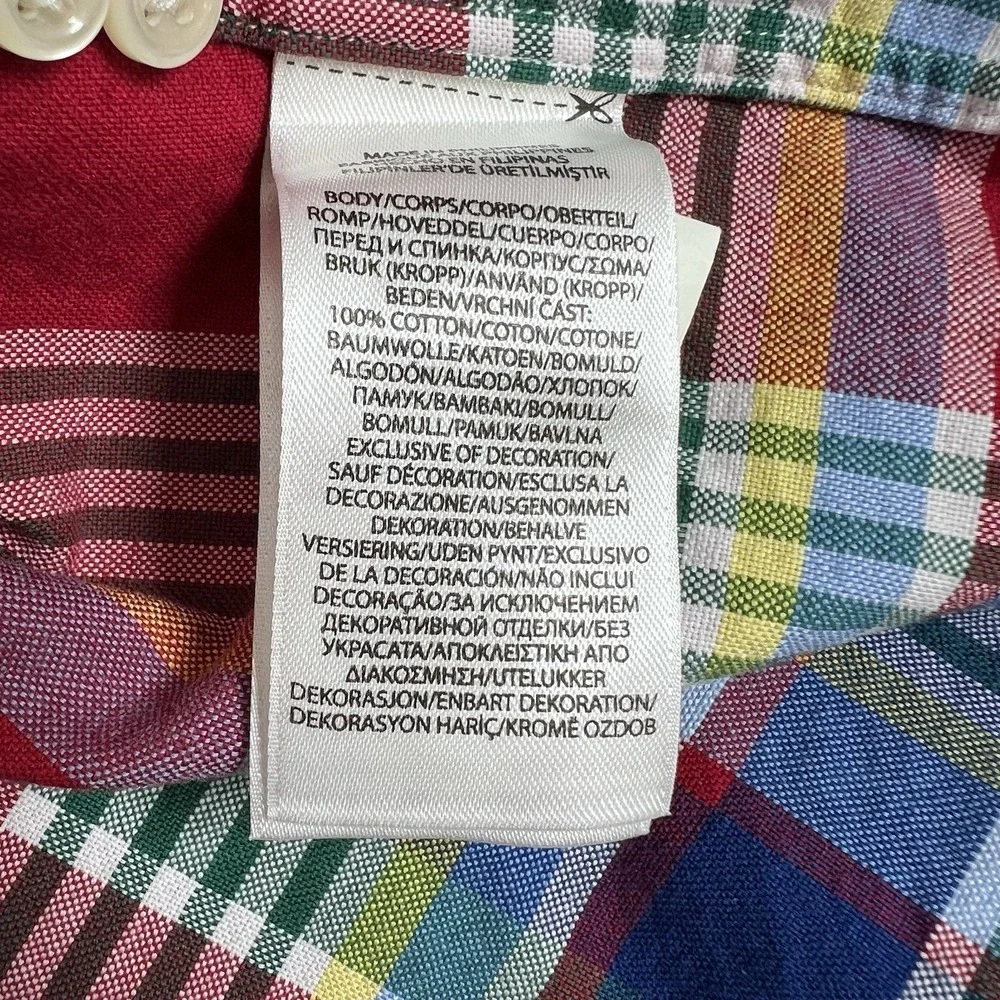 MADE IN PHILIPPINES
EN FILIPINAS
FILIPINLER'DE ÜRETILMIŞTIR
BODY/CORPS/CORPO/OBERTEIL/
ROMP/HOVEDDEL/CUERPO/CORPO/
ПЕРЕД И СПИНКА/КОРПУС/ΣΩΜΑ/
BRUK (KROPP)/ANVÄND (KROPP)/
BEDEN/VRCHNÍ ČÁST:
100% COTTON/COTON/COTONE/
BAUMWOLLE/KATOEN/BOMULD/
ALGODÓN/ALGODÃO/ХЛОПОК/
ПАМУК/ΒΑΜΒΑΚΙ/BOMULL/
BOMULL/PAMUK/BAVLNA
EXCLUSIVE OF DECORATION/
SAUF DÉCORATION/ESCLUSA LA
DECORAZIONE/AUSGENOMMEN
DEKORATION/BEHALVE
VERSIERING/UDEN PYNT/EXCLUSIVO
DE LA DECORACIÓN/NÃO INCLUI
DECORAÇÃO/ЗА ИСКЛЮЧЕНИЕМ
ДЕКОРАТИВНОЙ ОТДЕЛКИ/БЕЗ
УКРАСАТА/ΑΠΟΚΛΕΙΣΤΙΚΗ ΑΠΟ
ΔΙΑΚΟΣΜΗΣΗ/UTELUKKER
DEKORASJON/ENBART DEKORATION/
DEKORASYON HARİÇ/KROMĚ OZDOB